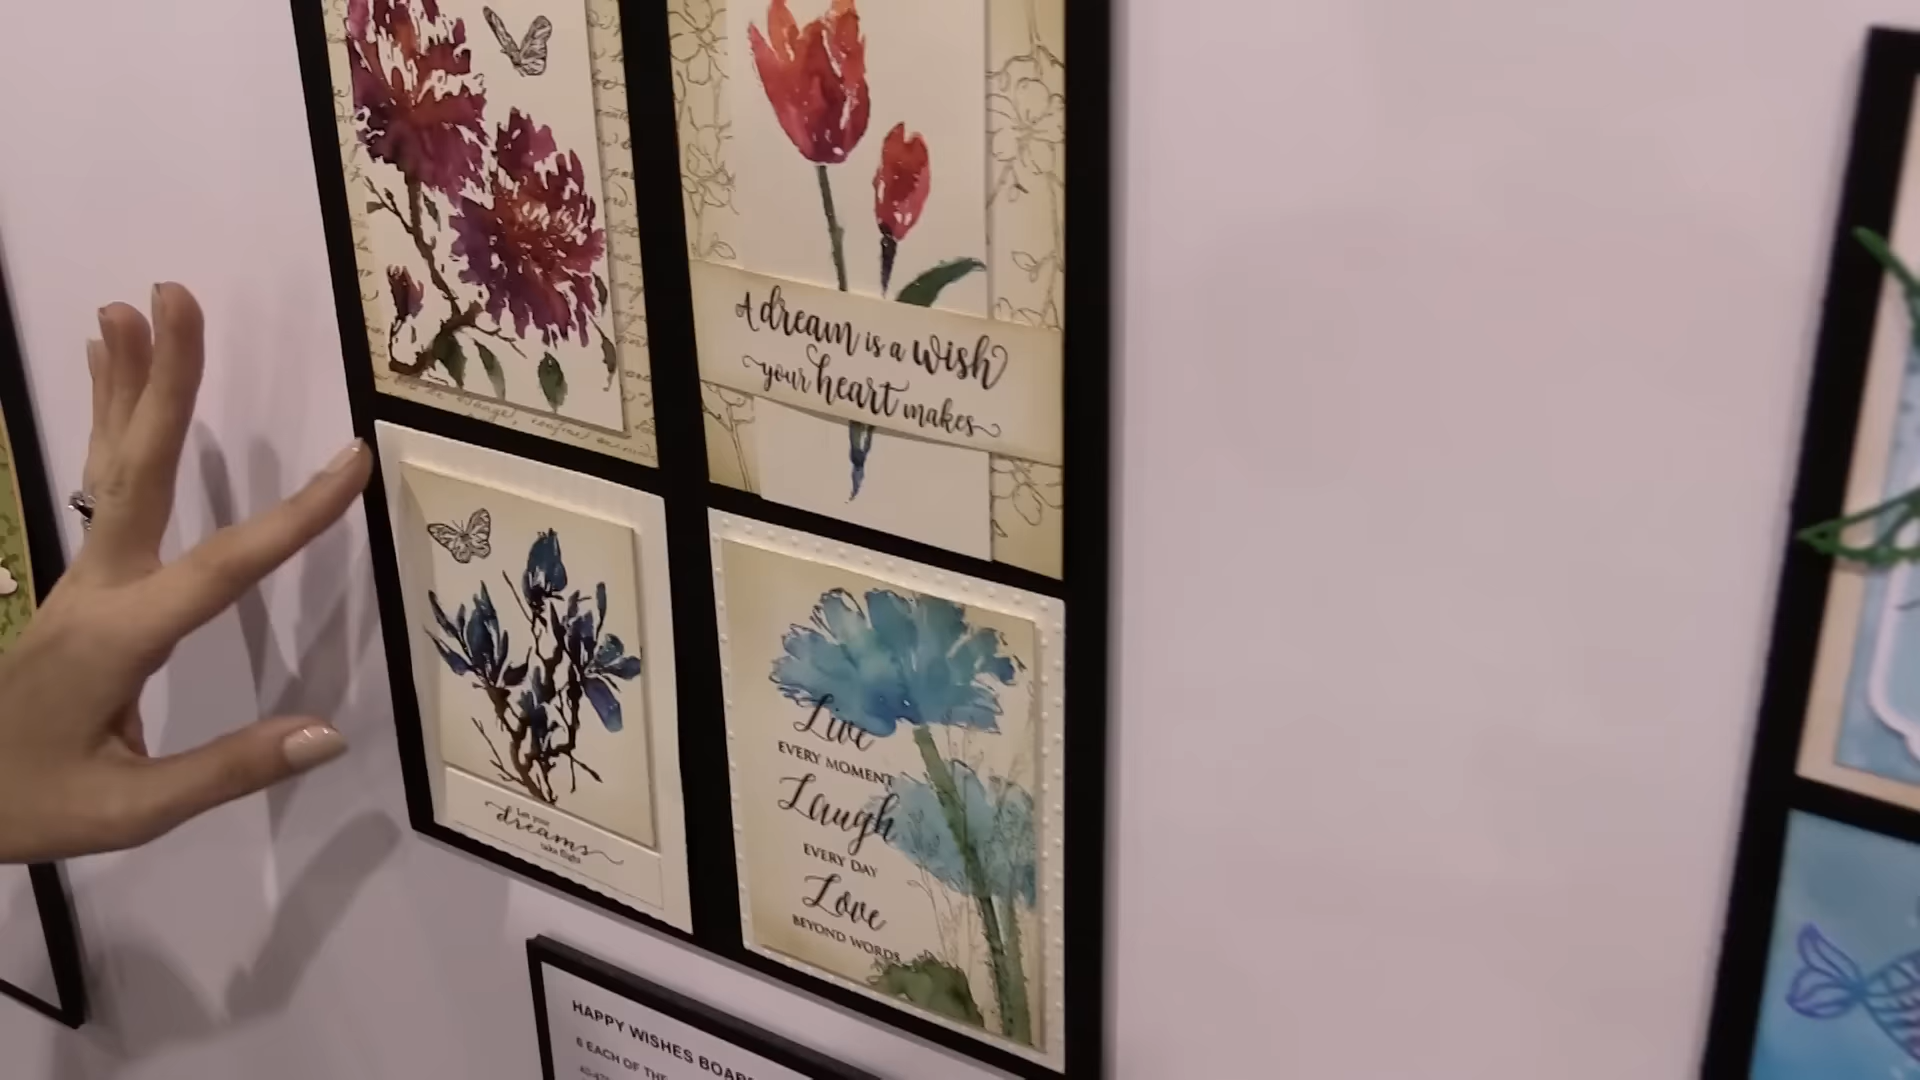 A dream is a wish
your heart makes
Let your
dreams
take flight
Live
EVERY MOMENT
Laugh
EVERY DAY
Love
BEYOND WORDS
HAPPY WISHES BOARD
6 EACH OF THE